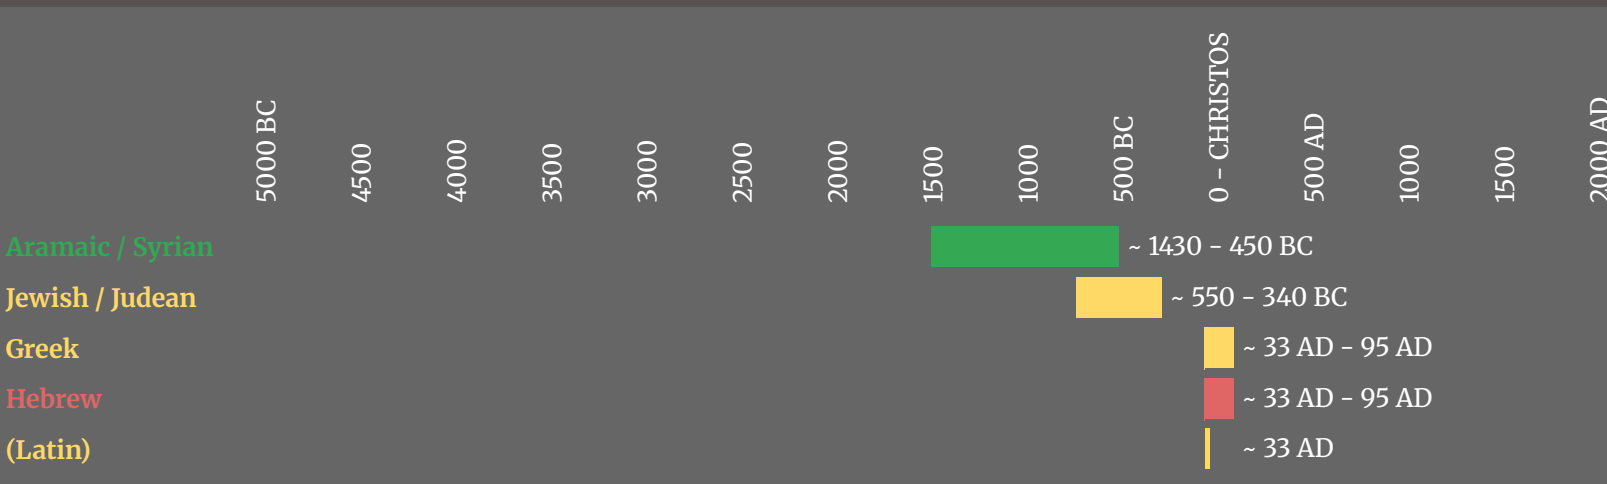 5000 BC
4500
4000
3500
3000
2500
2000
1500
1000
500 BC
0 - CHRISTOS
500 AD
1000
1500
2000 AD
Aramaic / Syrian ~ 1430 - 450 BC
Jewish / Judean ~ 550 - 340 BC
Greek ~ 33 AD - 95 AD
Hebrew ~ 33 AD - 95 AD
(Latin) ~ 33 AD